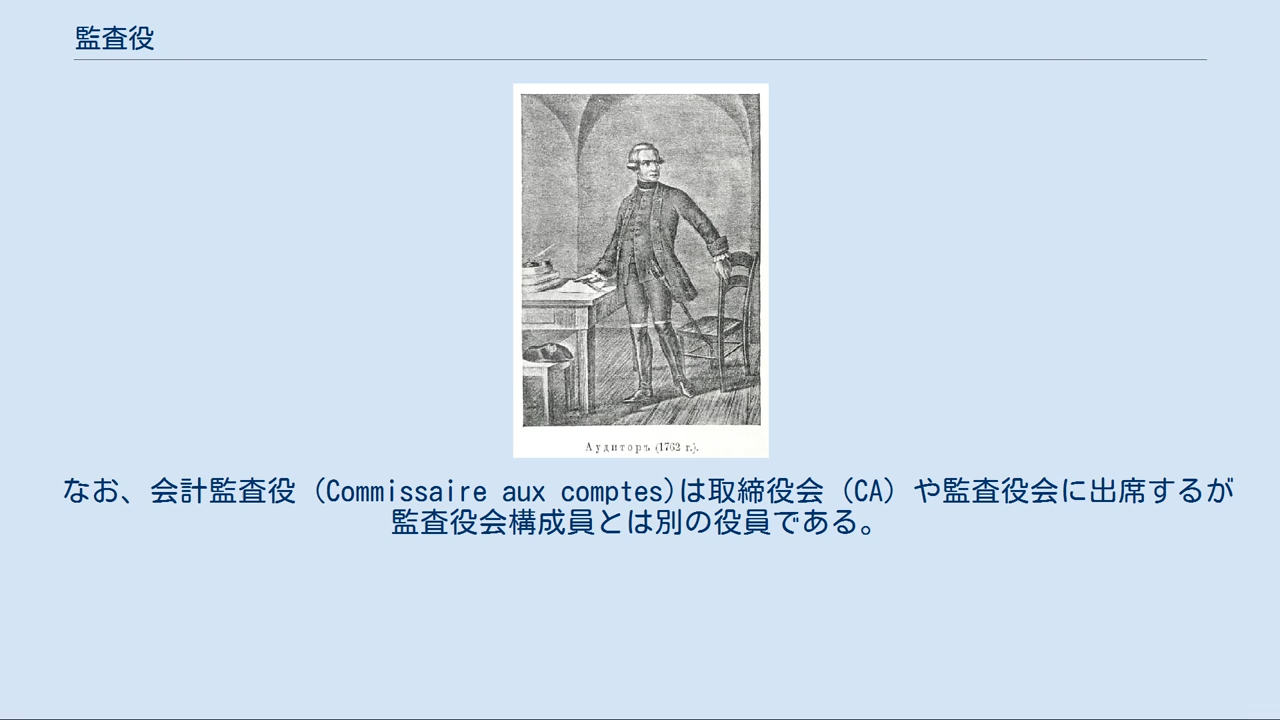 監査役
Аудиторъ (1762 г.).
なお、会計監査役（Commissaire aux comptes)は取締役会（CA）や監査役会に出席するが
監査役会構成員とは別の役員である。